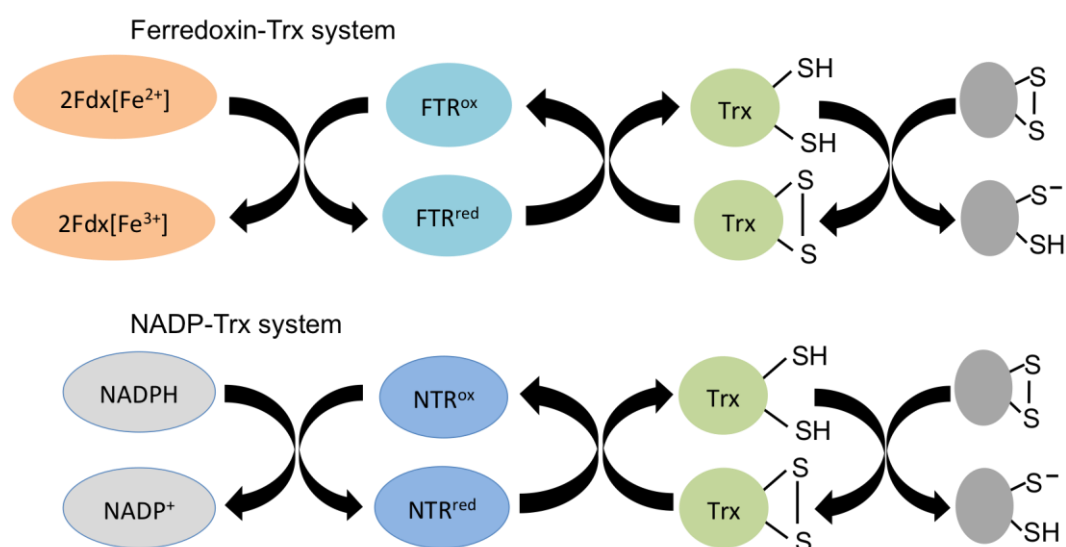 Ferredoxin-Trx system
2Fdx[Fe²⁺]
FTRᵒˣ
Trx
SH
SH
S
S
2Fdx[Fe³⁺]
FTRʳᵉᵈ
Trx
S
S
S⁻
SH
NADP-Trx system
NADPH
NTRᵒˣ
Trx
SH
SH
S
S
NADP⁺
NTRʳᵉᵈ
Trx
S
S
S⁻
SH